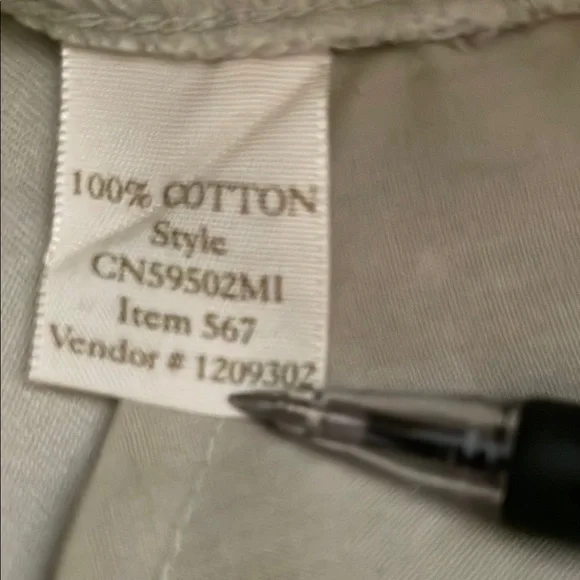 100% COTTON
Style
CN59502MI
Item 567
Vendor # 1209302